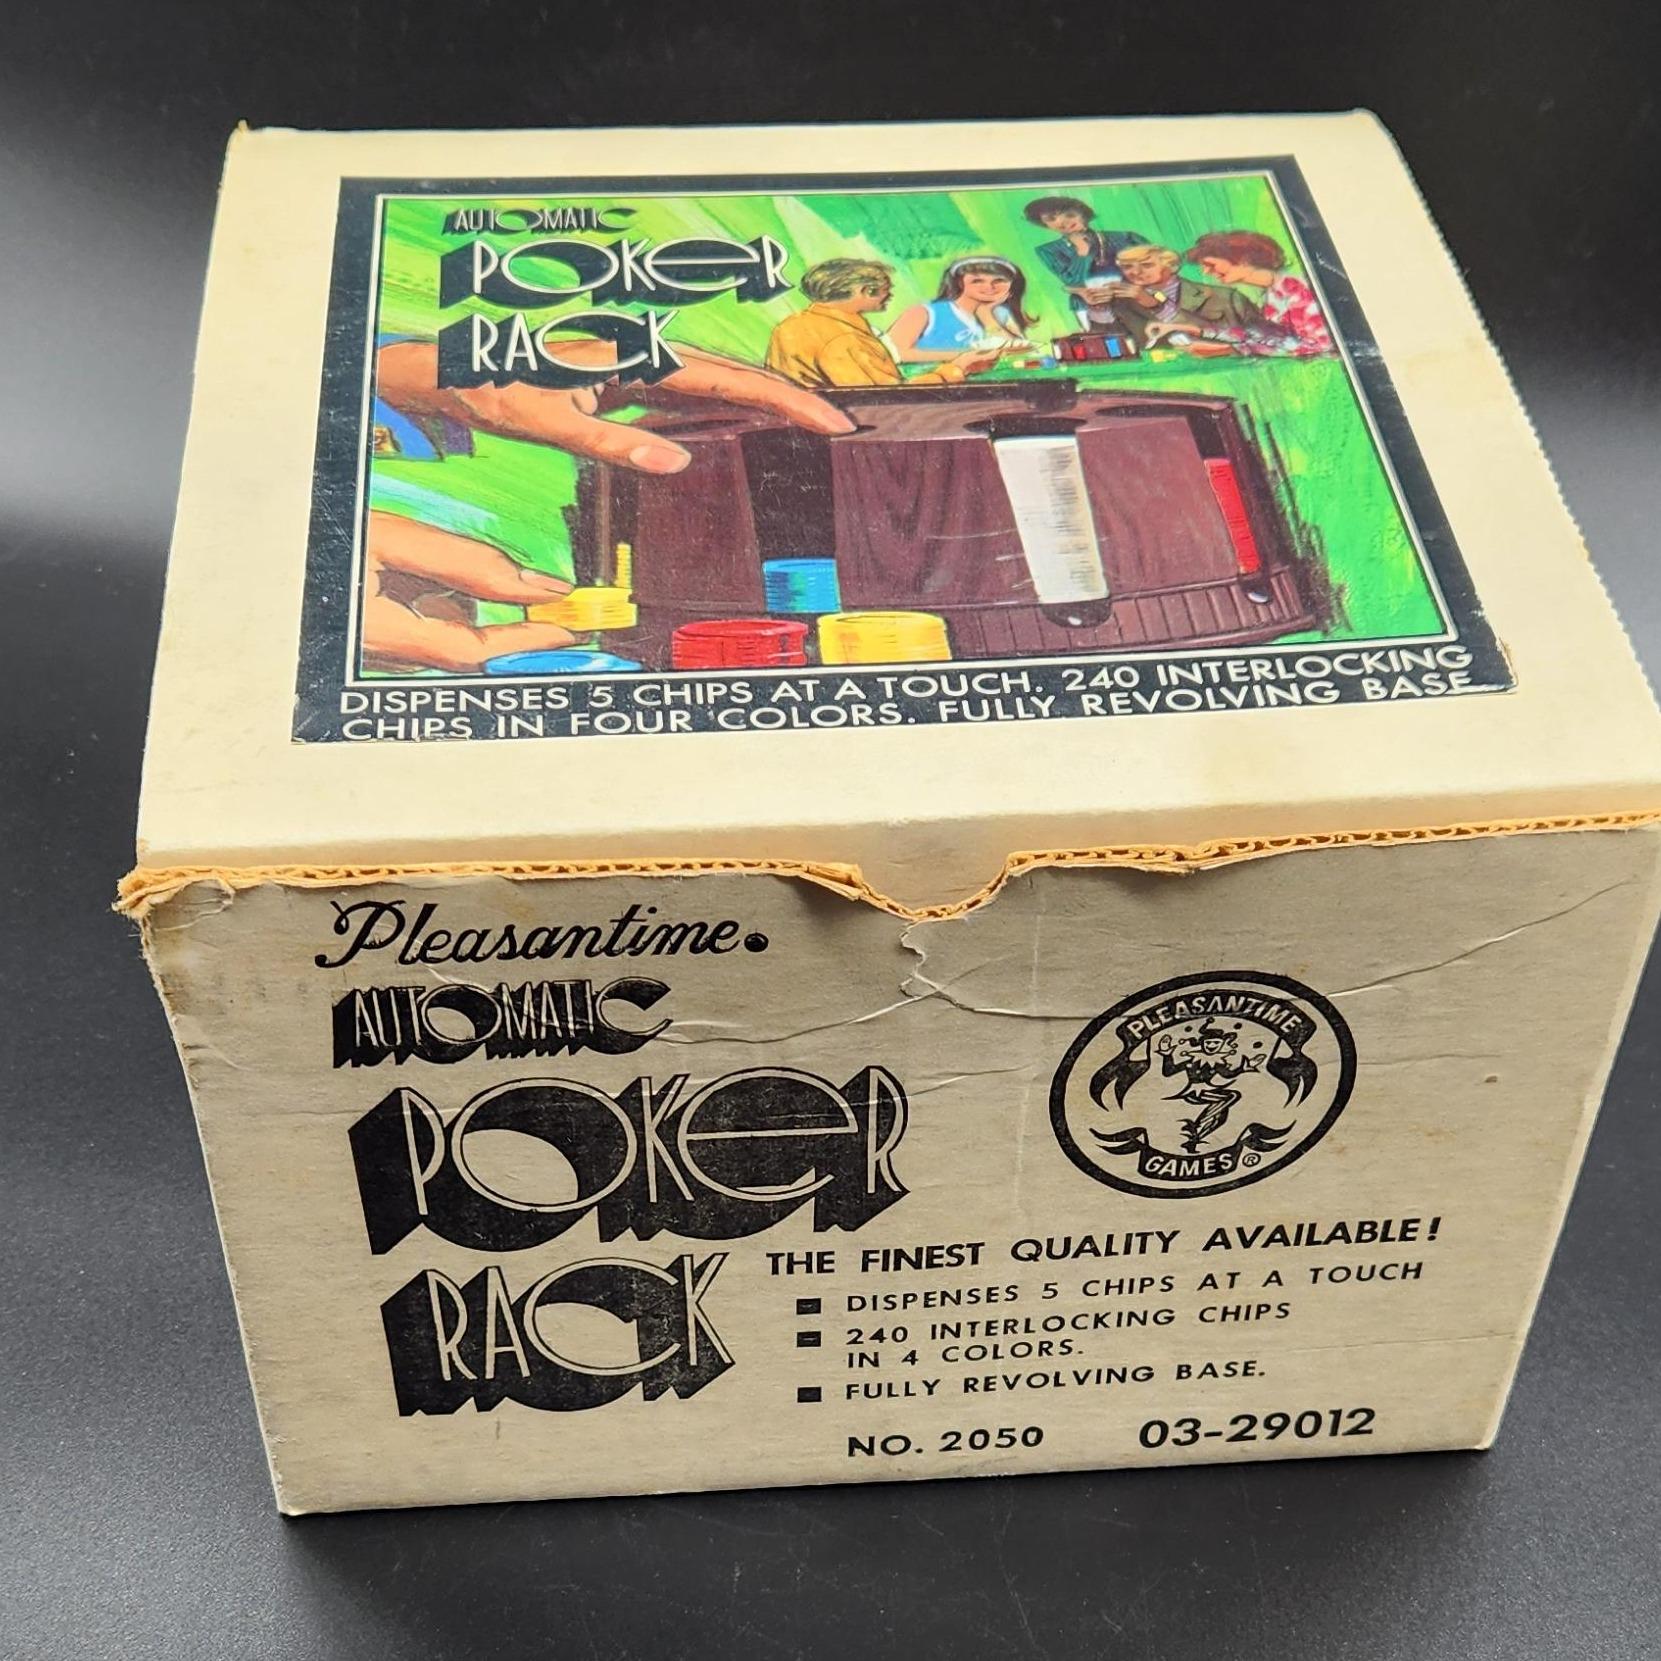 AUTOMATIC
POKeR
RACK
DISPENSES 5 CHIPS AT A TOUCH. 240 INTERLOCKING
CHIPS IN FOUR COLORS. FULLY REVOLVING BASE
Pleasantime.
AUTOMATIC
POKeR
RACK
PLEASANTIME
GAMES®
THE FINEST QUALITY AVAILABLE!
▪ DISPENSES 5 CHIPS AT A TOUCH
▪ 240 INTERLOCKING CHIPS
IN 4 COLORS.
▪ FULLY REVOLVING BASE.
NO. 2050 03-29012